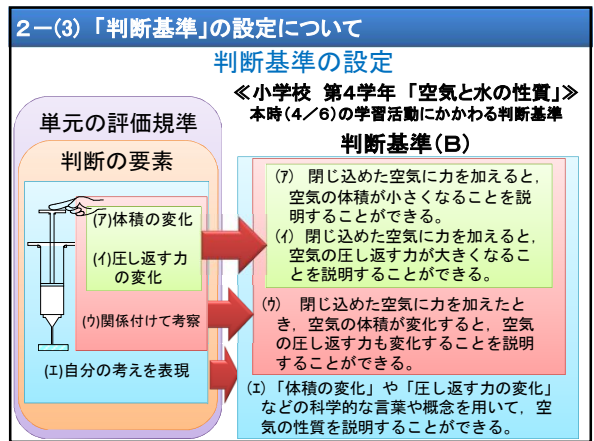 ２－(3)「判断基準」の設定について
判断基準の設定
≪小学校 第4学年 「空気と水の性質」≫
本時（４／６）の学習活動にかかわる判断基準
単元の評価規準
判断の要素
(ｱ)体積の変化
(ｲ)圧し返す力
の変化
(ｳ)関係付けて考察
(ｴ)自分の考えを表現
判断基準（Ｂ）
(ｱ) 閉じ込めた空気に力を加えると，
空気の体積が小さくなることを説
明することができる。
(ｲ) 閉じ込めた空気に力を加えると，
空気の圧し返す力が大きくなるこ
とを説明することができる。
(ｳ) 閉じ込めた空気に力を加えたと
き，空気の体積が変化すると，空気
の圧し返す力も変化することを説明
することができる。
(ｴ)「体積の変化」や「圧し返す力の変化」
などの科学的な言葉や概念を用いて，空
気の性質を説明することができる。